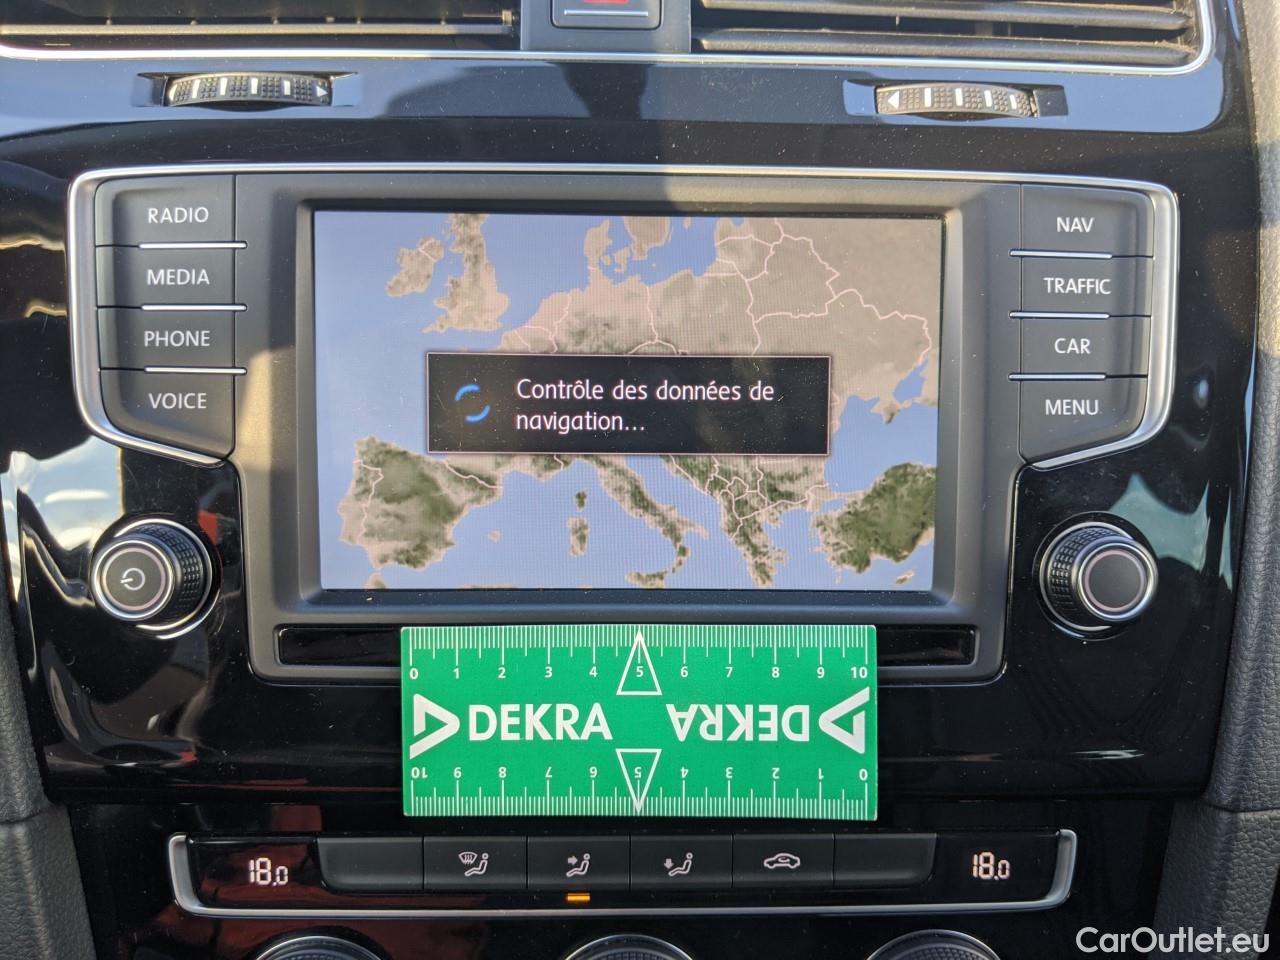 RADIO
MEDIA
PHONE
VOICE
NAV
TRAFFIC
CAR
MENU
Contrôle des données de
navigation...
0 1 2 3 4 5 6 7 8 9 10
DEKRA DEKRA
10 9 8 7 6 5 4 3 2 1 0
18.0
18.0
CarOutlet.eu